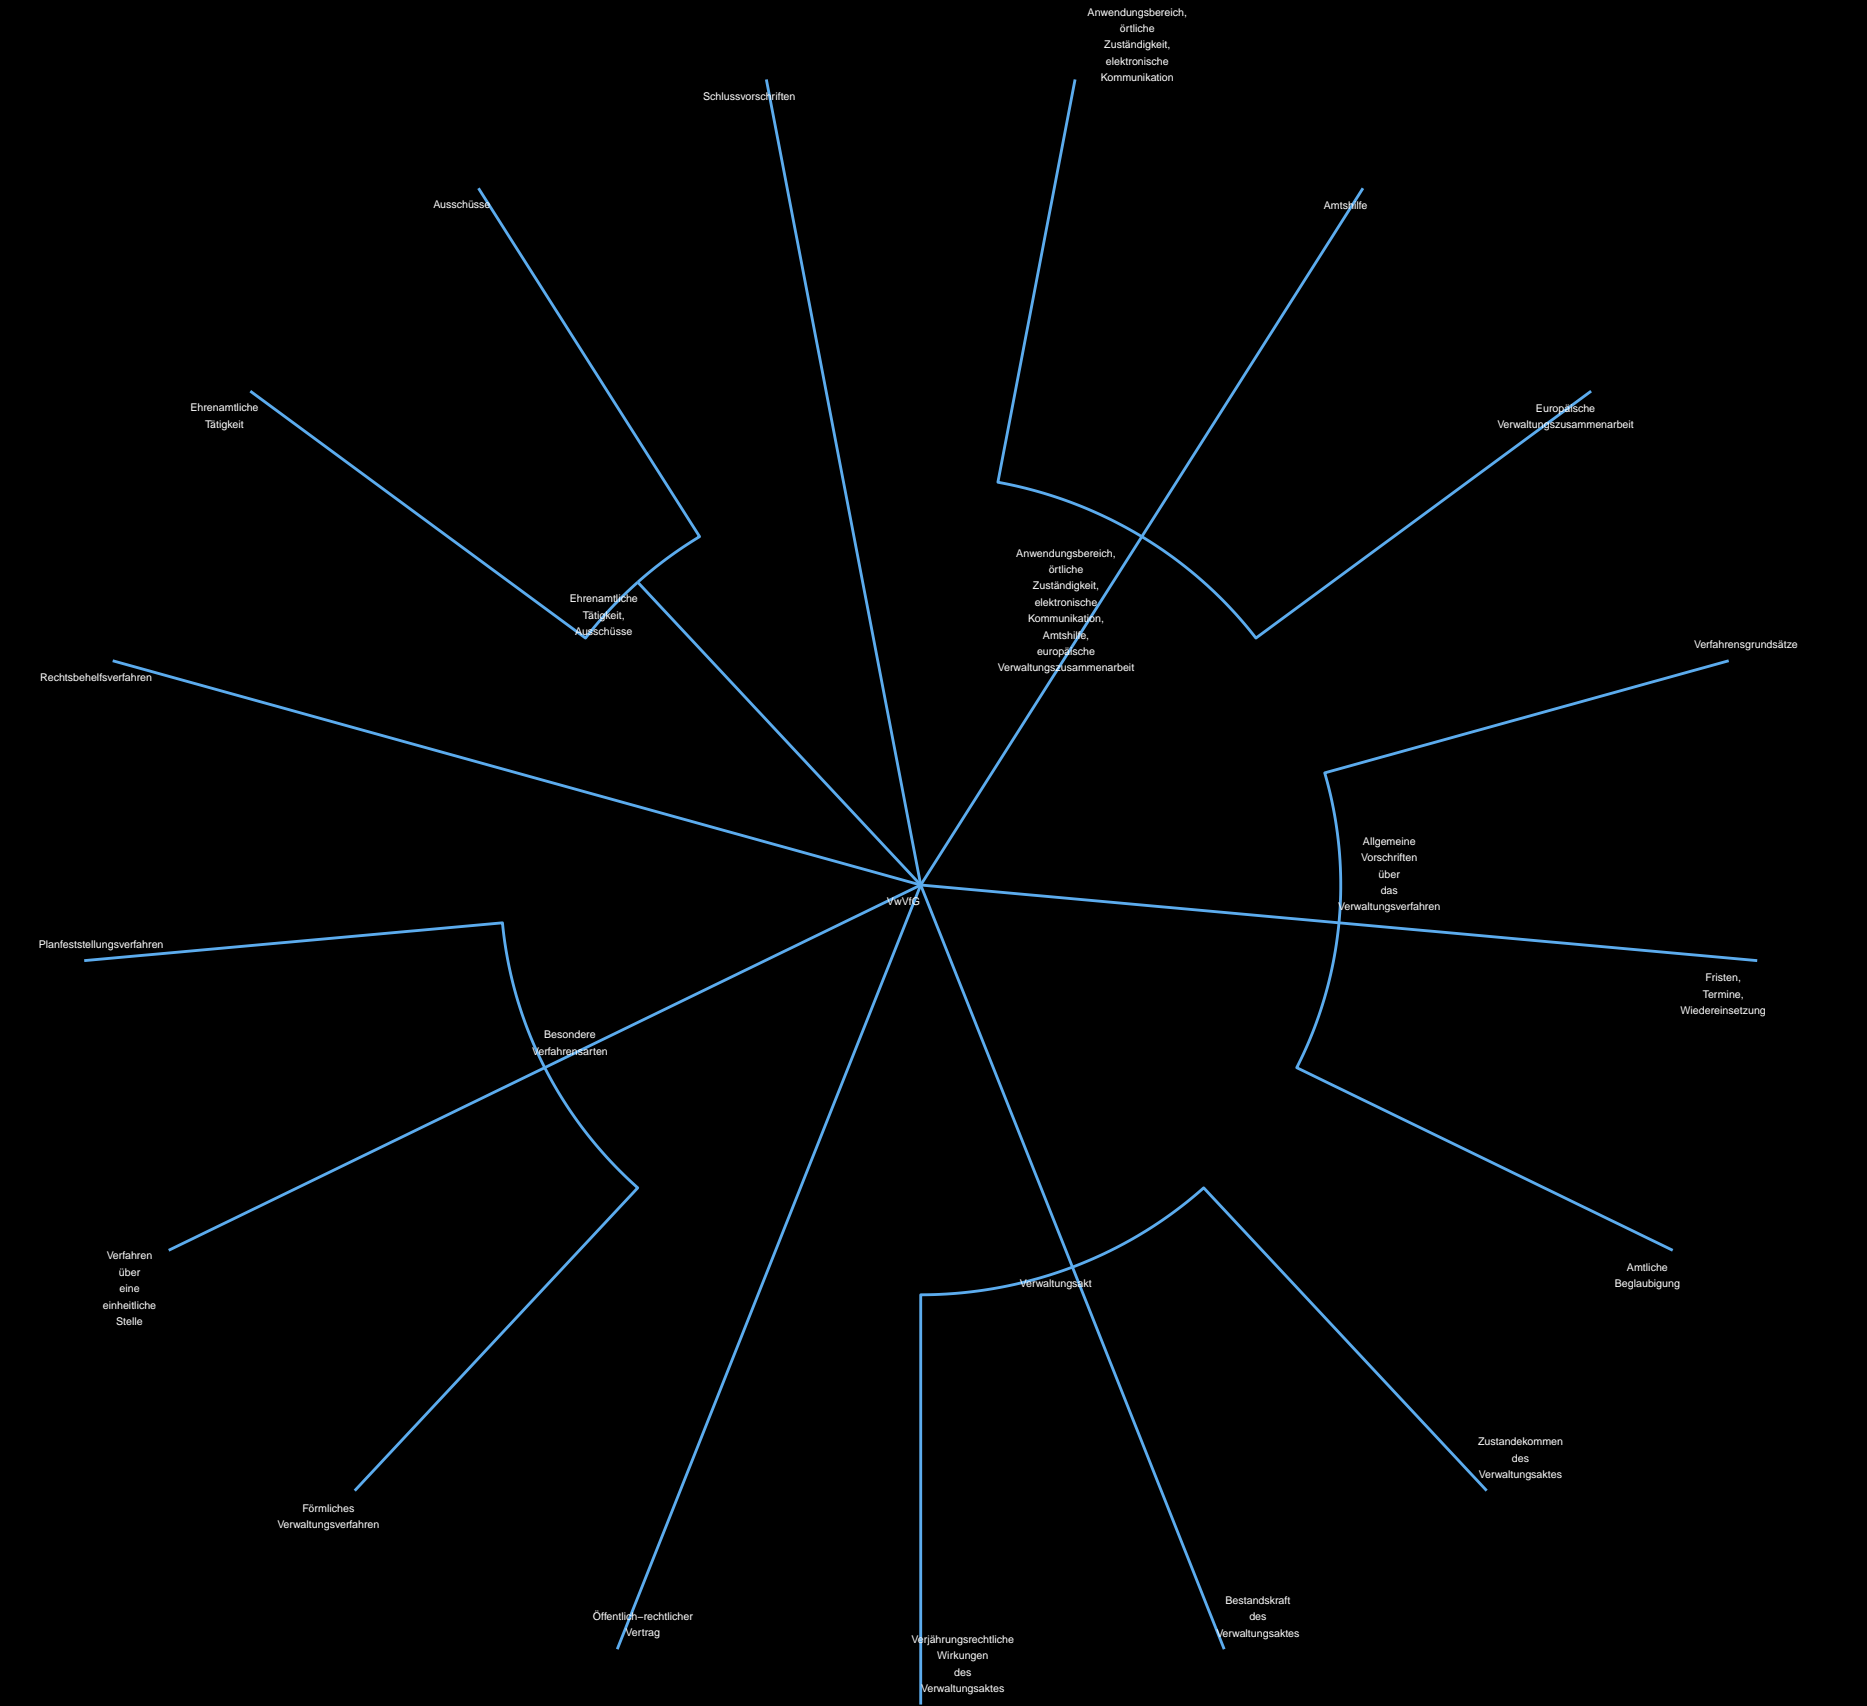 Anwendungsbereich,
örtliche
Zuständigkeit,
elektronische
Kommunikation
Schlussvorschriften
Ausschüsse
Amtshilfe
Ehrenamtliche
Tätigkeit
Europäische
Verwaltungszusammenarbeit
Anwendungsbereich,
örtliche
Zuständigkeit,
elektronische
Kommunikation,
Amtshilfe,
europäische
Verwaltungszusammenarbeit
Ehrenamtliche
Tätigkeit,
Ausschüsse
Verfahrensgrundsätze
Rechtsbehelfsverfahren
Allgemeine
Vorschriften
über
das
Verwaltungsverfahren
VwVfG
Planfeststellungsverfahren
Fristen,
Termine,
Wiedereinsetzung
Besondere
Verfahrensarten
Verfahren
über
eine
einheitliche
Stelle
Amtliche
Beglaubigung
Verwaltungsakt
Zustandekommen
des
Verwaltungsaktes
Förmliches
Verwaltungsverfahren
Bestandskraft
des
Verwaltungsaktes
Öffentlich−rechtlicher
Vertrag
Verjährungsrechtliche
Wirkungen
des
Verwaltungsaktes